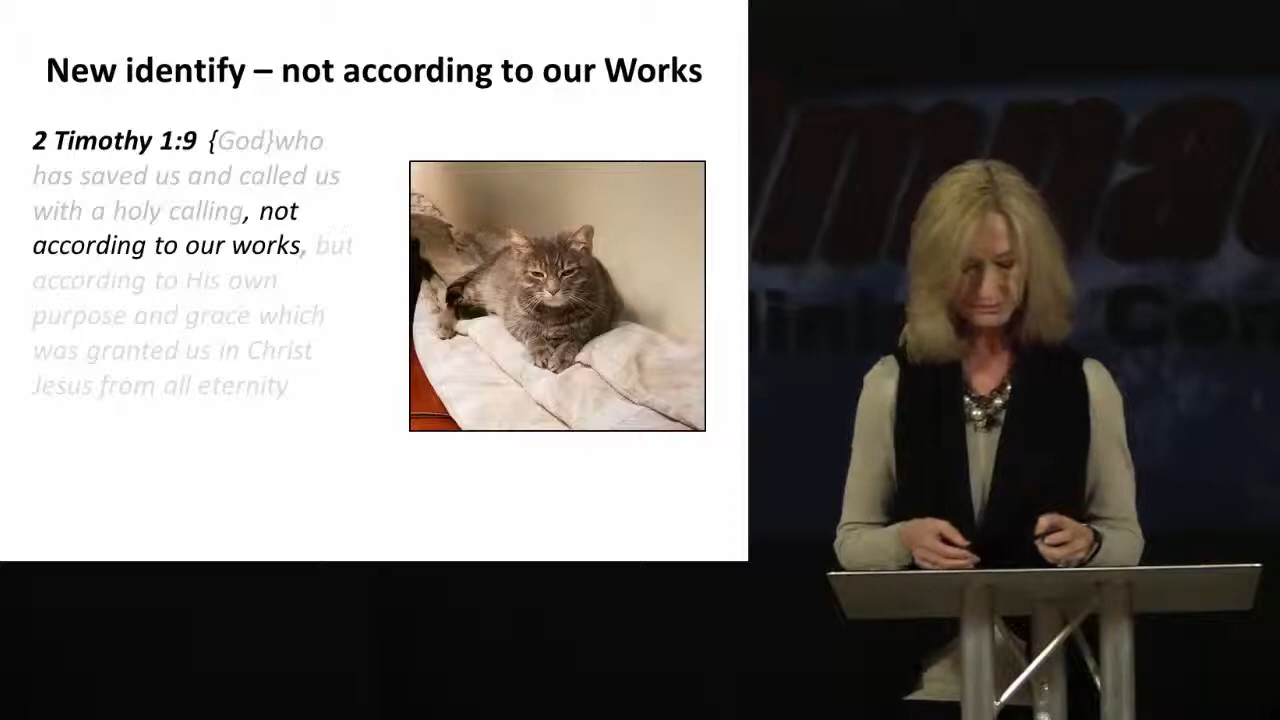 New identify – not according to our Works
2 Timothy 1:9 {God}who
has saved us and called us
with a holy calling, not
according to our works, but
according to His own
purpose and grace which
was granted us in Christ
Jesus from all eternity